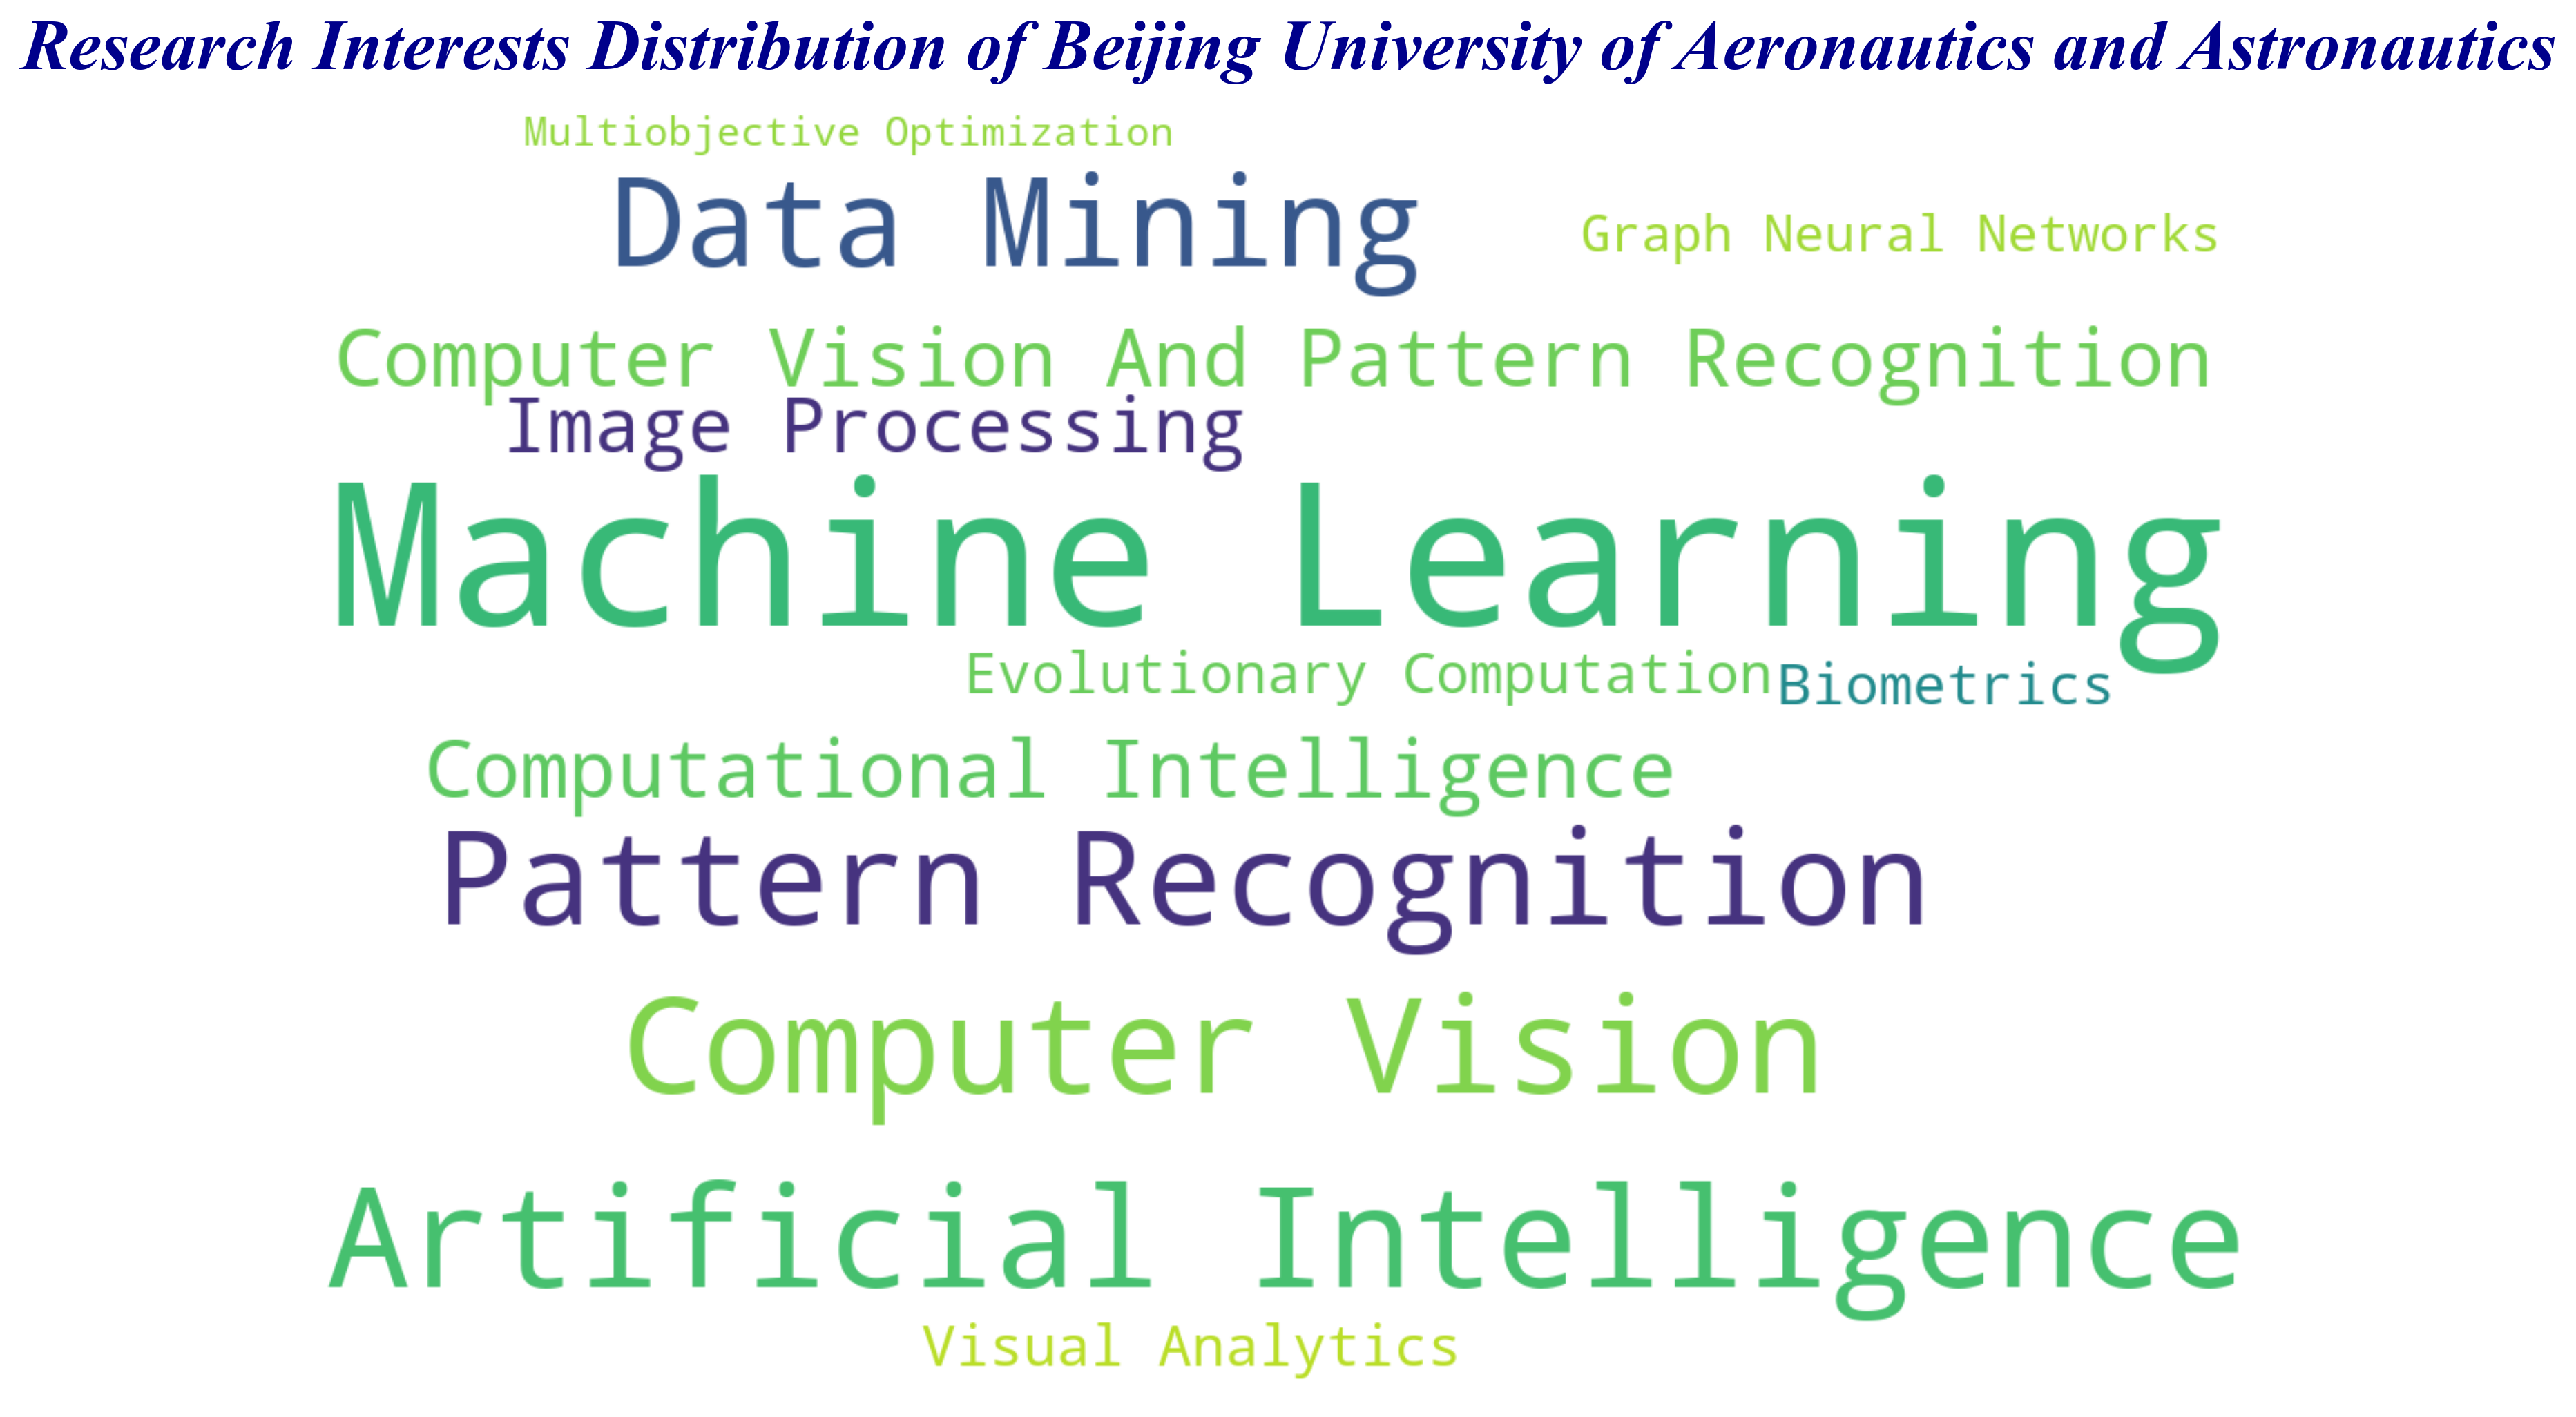 Research Interests Distribution of Beijing University of Aeronautics and Astronautics
Multiobjective Optimization
Data Mining
Graph Neural Networks
Computer Vision And Pattern Recognition
Image Processing
Machine Learning
Evolutionary Computation
Biometrics
Computational Intelligence
Pattern Recognition
Computer Vision
Artificial Intelligence
Visual Analytics